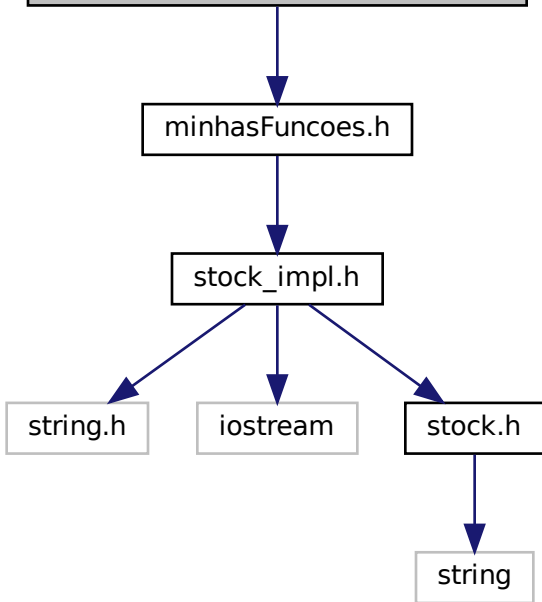 minhasFuncoes.h
stock_impl.h
string.h
iostream
stock.h
string